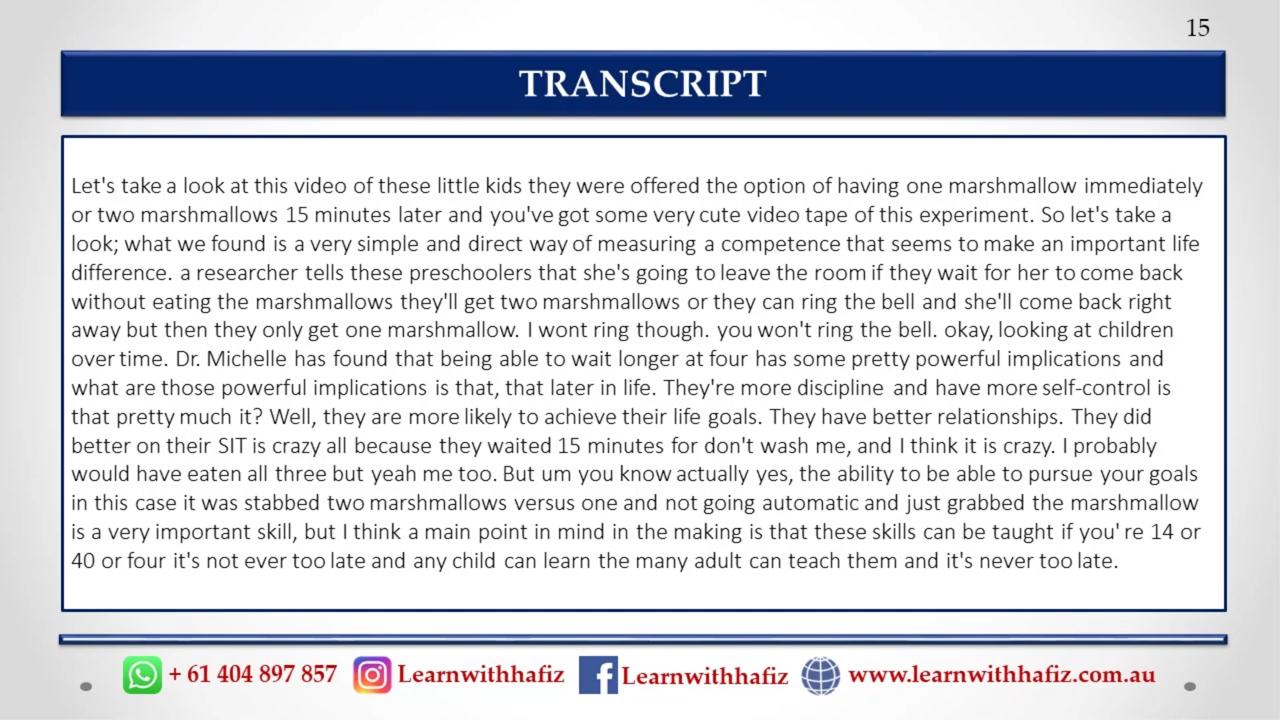 15
TRANSCRIPT
Let's take a look at this video of these little kids they were offered the option of having one marshmallow immediately
or two marshmallows 15 minutes later and you've got some very cute video tape of this experiment. So let's take a
look; what we found is a very simple and direct way of measuring a competence that seems to make an important life
difference. a researcher tells these preschoolers that she's going to leave the room if they wait for her to come back
without eating the marshmallows they'll get two marshmallows or they can ring the bell and she'll come back right
away but then they only get one marshmallow. I wont ring though. you won't ring the bell. okay, looking at children
over time. Dr. Michelle has found that being able to wait longer at four has some pretty powerful implications and
what are those powerful implications is that, that later in life. They're more discipline and have more self-control is
that pretty much it? Well, they are more likely to achieve their life goals. They have better relationships. They did
better on their SIT is crazy all because they waited 15 minutes for don't wash me, and I think it is crazy. I probably
would have eaten all three but yeah me too. But um you know actually yes, the ability to be able to pursue your goals
in this case it was stabbed two marshmallows versus one and not going automatic and just grabbed the marshmallow
is a very important skill, but I think a main point in mind in the making is that these skills can be taught if you' re 14 or
40 or four it's not ever too late and any child can learn the many adult can teach them and it's never too late.
+ 61 404 897 857 Learnwithhafiz Learnwithhafiz www.learnwithhafiz.com.au